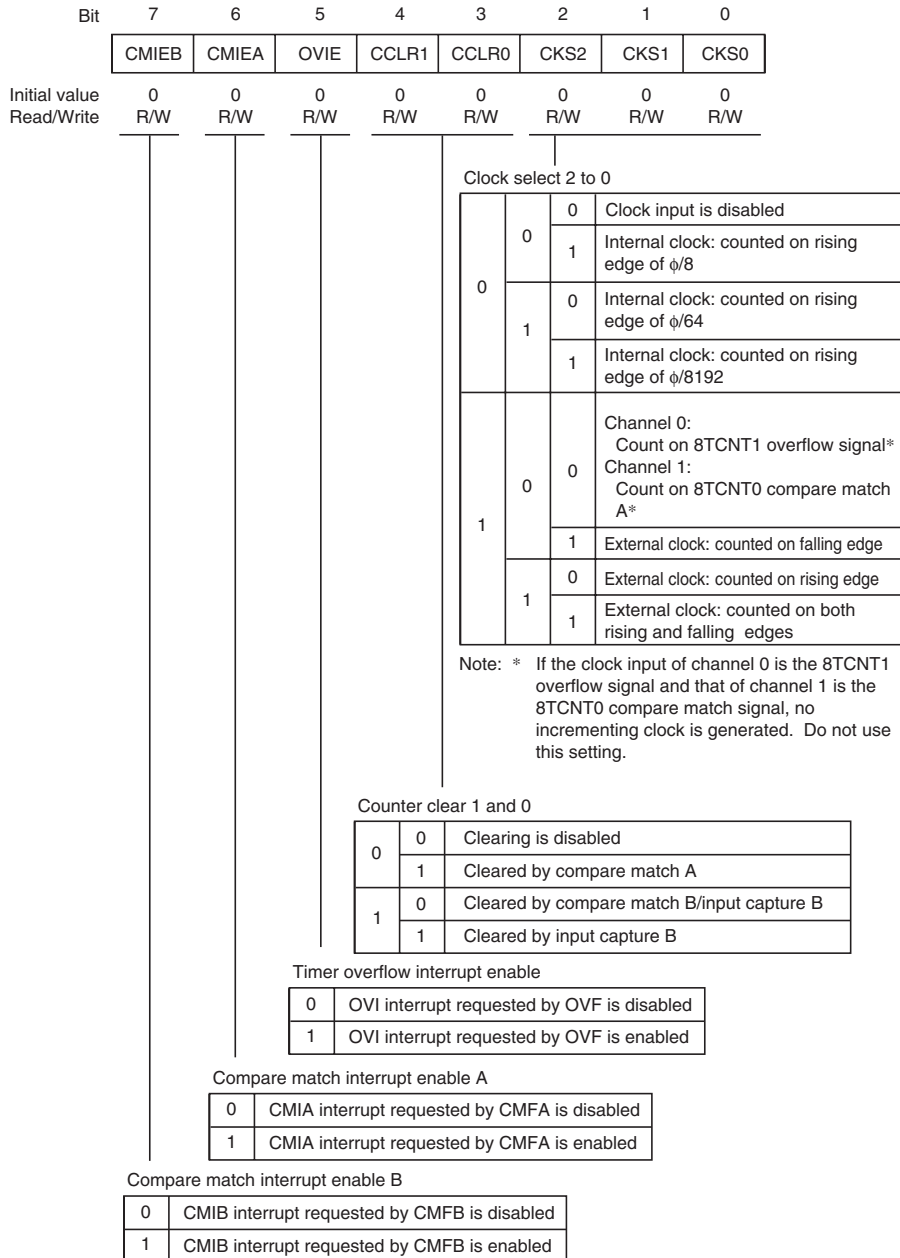 Bit 7 6 5 4 3 2 1 0
CMIEB CMIEA OVIE CCLR1 CCLR0 CKS2 CKS1 CKS0
Initial value 0 0 0 0 0 0 0 0
Read/Write R/W R/W R/W R/W R/W R/W R/W R/W
Clock select 2 to 0
0 0 0 Clock input is disabled
1 Internal clock: counted on rising
edge of ϕ/8
1 0 Internal clock: counted on rising
edge of ϕ/64
1 Internal clock: counted on rising
edge of ϕ/8192
1 0 0 Channel 0:
Count on 8TCNT1 overflow signal*
Channel 1:
Count on 8TCNT0 compare match
A*
1 External clock: counted on falling edge
1 0 External clock: counted on rising edge
1 External clock: counted on both
rising and falling edges
Note: * If the clock input of channel 0 is the 8TCNT1
overflow signal and that of channel 1 is the
8TCNT0 compare match signal, no
incrementing clock is generated. Do not use
this setting.
Counter clear 1 and 0
0 0 Clearing is disabled
1 Cleared by compare match A
1 0 Cleared by compare match B/input capture B
1 Cleared by input capture B
Timer overflow interrupt enable
0 OVI interrupt requested by OVF is disabled
1 OVI interrupt requested by OVF is enabled
Compare match interrupt enable A
0 CMIA interrupt requested by CMFA is disabled
1 CMIA interrupt requested by CMFA is enabled
Compare match interrupt enable B
0 CMIB interrupt requested by CMFB is disabled
1 CMIB interrupt requested by CMFB is enabled